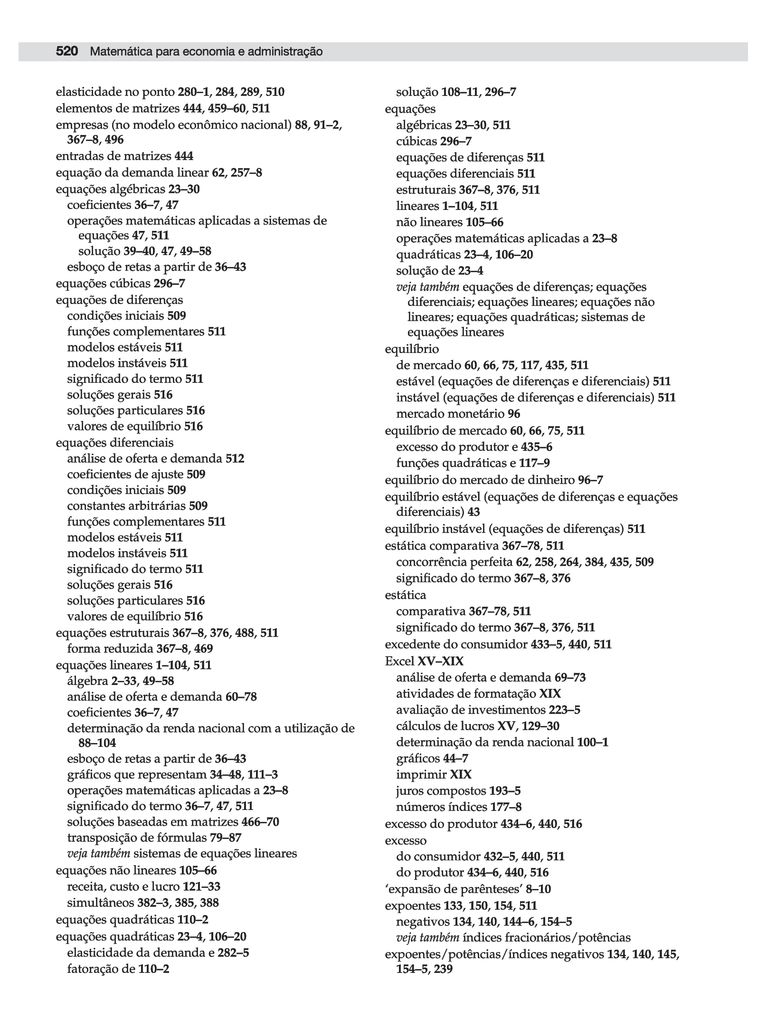 520 Matemática para economia e administração
elasticidade no ponto 280–1, 284, 289, 510
elementos de matrizes 444, 459–60, 511
empresas (no modelo econômico nacional) 88, 91–2,
367–8, 496
entradas de matrizes 444
equação da demanda linear 62, 257–8
equações algébricas 23–30
coeficientes 36–7, 47
operações matemáticas aplicadas a sistemas de
equações 47, 511
solução 39–40, 47, 49–58
esboço de retas a partir de 36–43
equações cúbicas 296–7
equações de diferenças
condições iniciais 509
funções complementares 511
modelos estáveis 511
modelos instáveis 511
significado do termo 511
soluções gerais 516
soluções particulares 516
valores de equilíbrio 516
equações diferenciais
análise de oferta e demanda 512
coeficientes de ajuste 509
condições iniciais 509
constantes arbitrárias 509
funções complementares 511
modelos estáveis 511
modelos instáveis 511
significado do termo 511
soluções gerais 516
soluções particulares 516
valores de equilíbrio 516
equações estruturais 367–8, 376, 488, 511
forma reduzida 367–8, 469
equações lineares 1–104, 511
álgebra 2–33, 49–58
análise de oferta e demanda 60–78
coeficientes 36–7, 47
determinação da renda nacional com a utilização de
88–104
esboço de retas a partir de 36–43
gráficos que representam 34–48, 111–3
operações matemáticas aplicadas a 23–8
significado do termo 36–7, 47, 511
soluções baseadas em matrizes 466–70
transposição de fórmulas 79–87
veja também sistemas de equações lineares
equações não lineares 105–66
receita, custo e lucro 121–33
simultâneos 382–3, 385, 388
equações quadráticas 110–2
equações quadráticas 23–4, 106–20
elasticidade da demanda e 282–5
fatoração de 110–2
solução 108–11, 296–7
equações
algébricas 23–30, 511
cúbicas 296–7
equações de diferenças 511
equações diferenciais 511
estruturais 367–8, 376, 511
lineares 1–104, 511
não lineares 105–66
operações matemáticas aplicadas a 23–8
quadráticas 23–4, 106–20
solução de 23–4
veja também equações de diferenças; equações
diferenciais; equações lineares; equações não
lineares; equações quadráticas; sistemas de
equações lineares
equilíbrio
de mercado 60, 66, 75, 117, 435, 511
estável (equações de diferenças e diferenciais) 511
instável (equações de diferenças e diferenciais) 511
mercado monetário 96
equilíbrio de mercado 60, 66, 75, 511
excesso do produtor e 435–6
funções quadráticas e 117–9
equilíbrio do mercado de dinheiro 96–7
equilíbrio estável (equações de diferenças e equações
diferenciais) 43
equilíbrio instável (equações de diferenças) 511
estática comparativa 367–78, 511
concorrência perfeita 62, 258, 264, 384, 435, 509
significado do termo 367–8, 376
estática
comparativa 367–78, 511
significado do termo 367–8, 376, 511
excedente do consumidor 433–5, 440, 511
Excel XV–XIX
análise de oferta e demanda 69–73
atividades de formatação XIX
avaliação de investimentos 223–5
cálculos de lucros XV, 129–30
determinação da renda nacional 100–1
gráficos 44–7
imprimir XIX
juros compostos 193–5
números índices 177–8
excesso do produtor 434–6, 440, 516
excesso
do consumidor 432–5, 440, 511
do produtor 434–6, 440, 516
‘expansão de parênteses’ 8–10
expoentes 133, 150, 154, 511
negativos 134, 140, 144–6, 154–5
veja também índices fracionários/potências
expoentes/potências/índices negativos 134, 140, 145,
154–5, 239